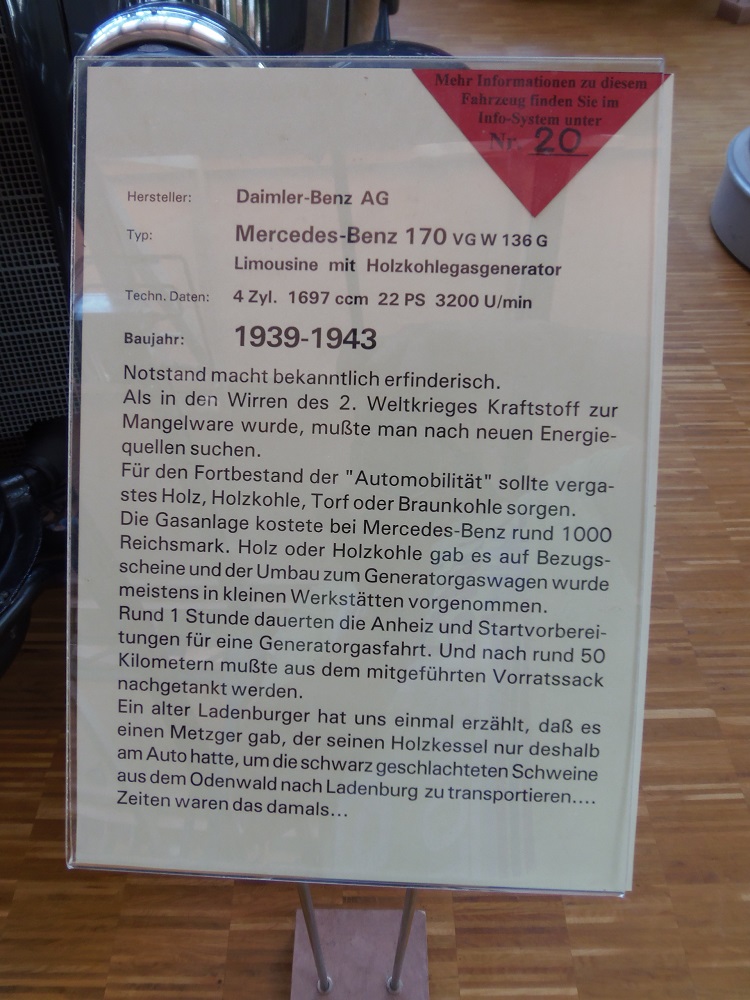 Mehr Informationen zu diesem
Fahrzeug finden Sie im
Info-System unter
Nr. 20
Hersteller: Daimler-Benz AG
Typ: Mercedes-Benz 170 VG W 136 G
Limousine mit Holzkohlegasgenerator
Techn. Daten: 4 Zyl. 1697 ccm 22 PS 3200 U/min
Baujahr: 1939-1943
Notstand macht bekanntlich erfinderisch.
Als in den Wirren des 2. Weltkrieges Kraftstoff zur
Mangelware wurde, mußte man nach neuen Energie-
quellen suchen.
Für den Fortbestand der "Automobilität" sollte verga-
stes Holz, Holzkohle, Torf oder Braunkohle sorgen.
Die Gasanlage kostete bei Mercedes-Benz rund 1000
Reichsmark. Holz oder Holzkohle gab es auf Bezugs-
scheine und der Umbau zum Generatorgaswagen wurde
meistens in kleinen Werkstätten vorgenommen.
Rund 1 Stunde dauerten die Anheiz und Startvorberei-
tungen für eine Generatorgasfahrt. Und nach rund 50
Kilometern mußte aus dem mitgeführten Vorratssack
nachgetankt werden.
Ein alter Ladenburger hat uns einmal erzählt, daß es
einen Metzger gab, der seinen Holzkessel nur deshalb
am Auto hatte, um die schwarz geschlachteten Schweine
aus dem Odenwald nach Ladenburg zu transportieren....
Zeiten waren das damals...